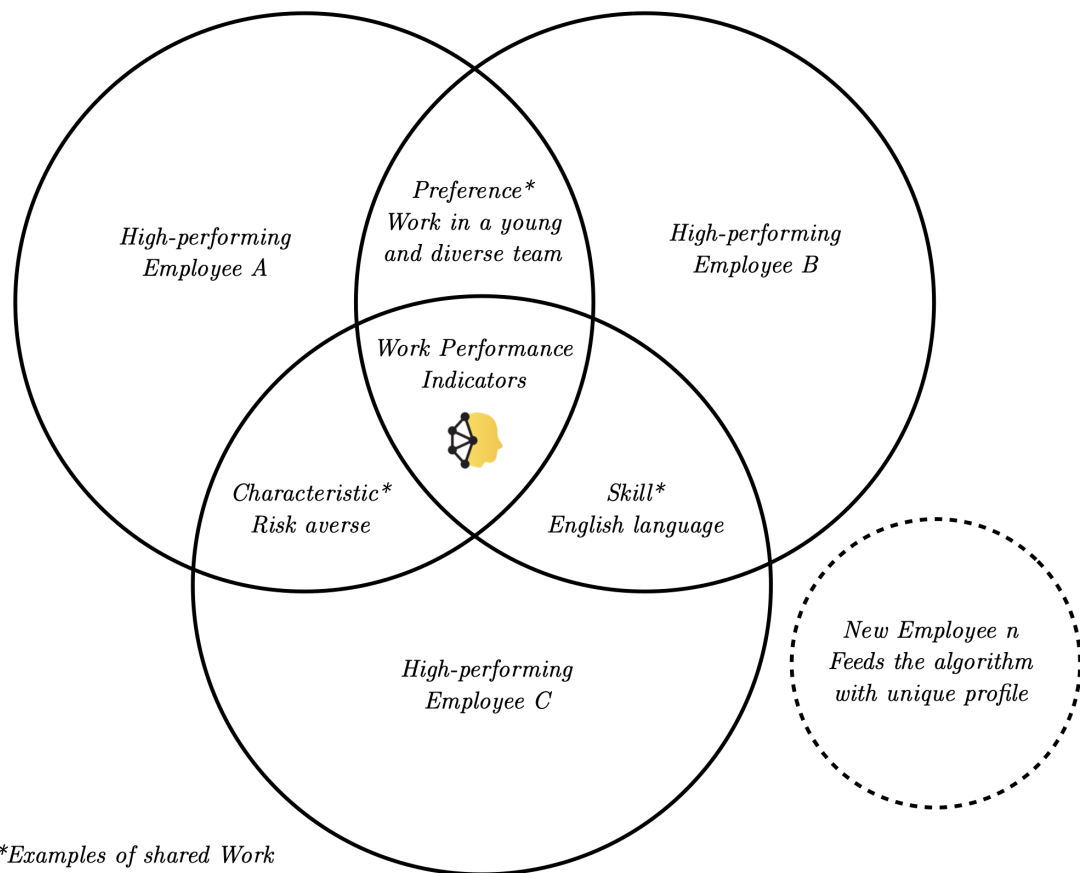 Preference*
Work in a young
and diverse team
High-performing
Employee A
High-performing
Employee B
Work Performance
Indicators
Characteristic*
Risk averse
Skill*
English language
New Employee n
Feeds the algorithm
with unique profile
High-performing
Employee C
*Examples of shared Work